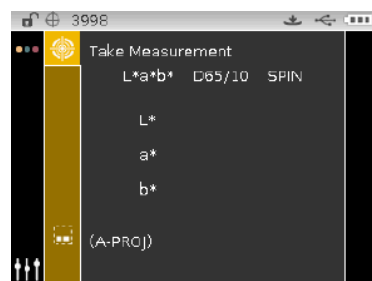 3998
Take Measurement
L*a*b* D65/10 SPIN
L*
a*
b*
(A-PROJ)